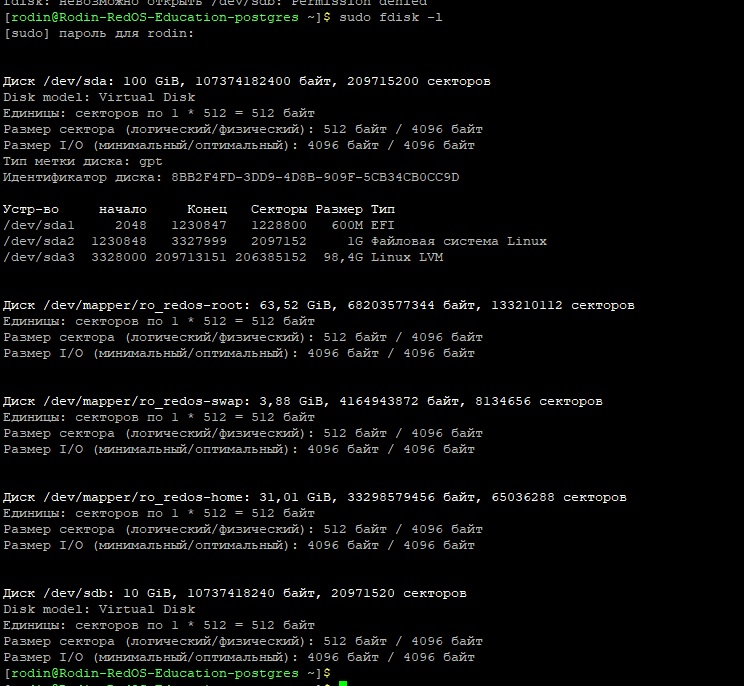 fdisk: невозможно открыть /dev/sdb: Permission denied
[rodin@Rodin-RedOS-Education-postgres ~]$ sudo fdisk -l
[sudo] пароль для rodin:
Диск /dev/sda: 100 GiB, 107374182400 байт, 209715200 секторов
Disk model: Virtual Disk
Единицы: секторов по 1 * 512 = 512 байт
Размер сектора (логический/физический): 512 байт / 4096 байт
Размер I/O (минимальный/оптимальный): 4096 байт / 4096 байт
Тип метки диска: gpt
Идентификатор диска: 8BB2F4FD-3DD9-4D8B-909F-5CB34CB0CC9D
Устр-во начало Конец Секторы Размер Тип
/dev/sda1 2048 1230847 1228800 600M EFI
/dev/sda2 1230848 3327999 2097152 1G Файловая система Linux
/dev/sda3 3328000 209713151 206385152 98,4G Linux LVM
Диск /dev/mapper/ro_redos-root: 63,52 GiB, 68203577344 байт, 133210112 секторов
Единицы: секторов по 1 * 512 = 512 байт
Размер сектора (логический/физический): 512 байт / 4096 байт
Размер I/O (минимальный/оптимальный): 4096 байт / 4096 байт
Диск /dev/mapper/ro_redos-swap: 3,88 GiB, 4164943872 байт, 8134656 секторов
Единицы: секторов по 1 * 512 = 512 байт
Размер сектора (логический/физический): 512 байт / 4096 байт
Размер I/O (минимальный/оптимальный): 4096 байт / 4096 байт
Диск /dev/mapper/ro_redos-home: 31,01 GiB, 33298579456 байт, 65036288 секторов
Единицы: секторов по 1 * 512 = 512 байт
Размер сектора (логический/физический): 512 байт / 4096 байт
Размер I/O (минимальный/оптимальный): 4096 байт / 4096 байт
Диск /dev/sdb: 10 GiB, 10737418240 байт, 20971520 секторов
Disk model: Virtual Disk
Единицы: секторов по 1 * 512 = 512 байт
Размер сектора (логический/физический): 512 байт / 4096 байт
Размер I/O (минимальный/оптимальный): 4096 байт / 4096 байт
[rodin@Rodin-RedOS-Education-postgres ~]$
[rodin@Rodin-RedOS-Education-postgres ~]$